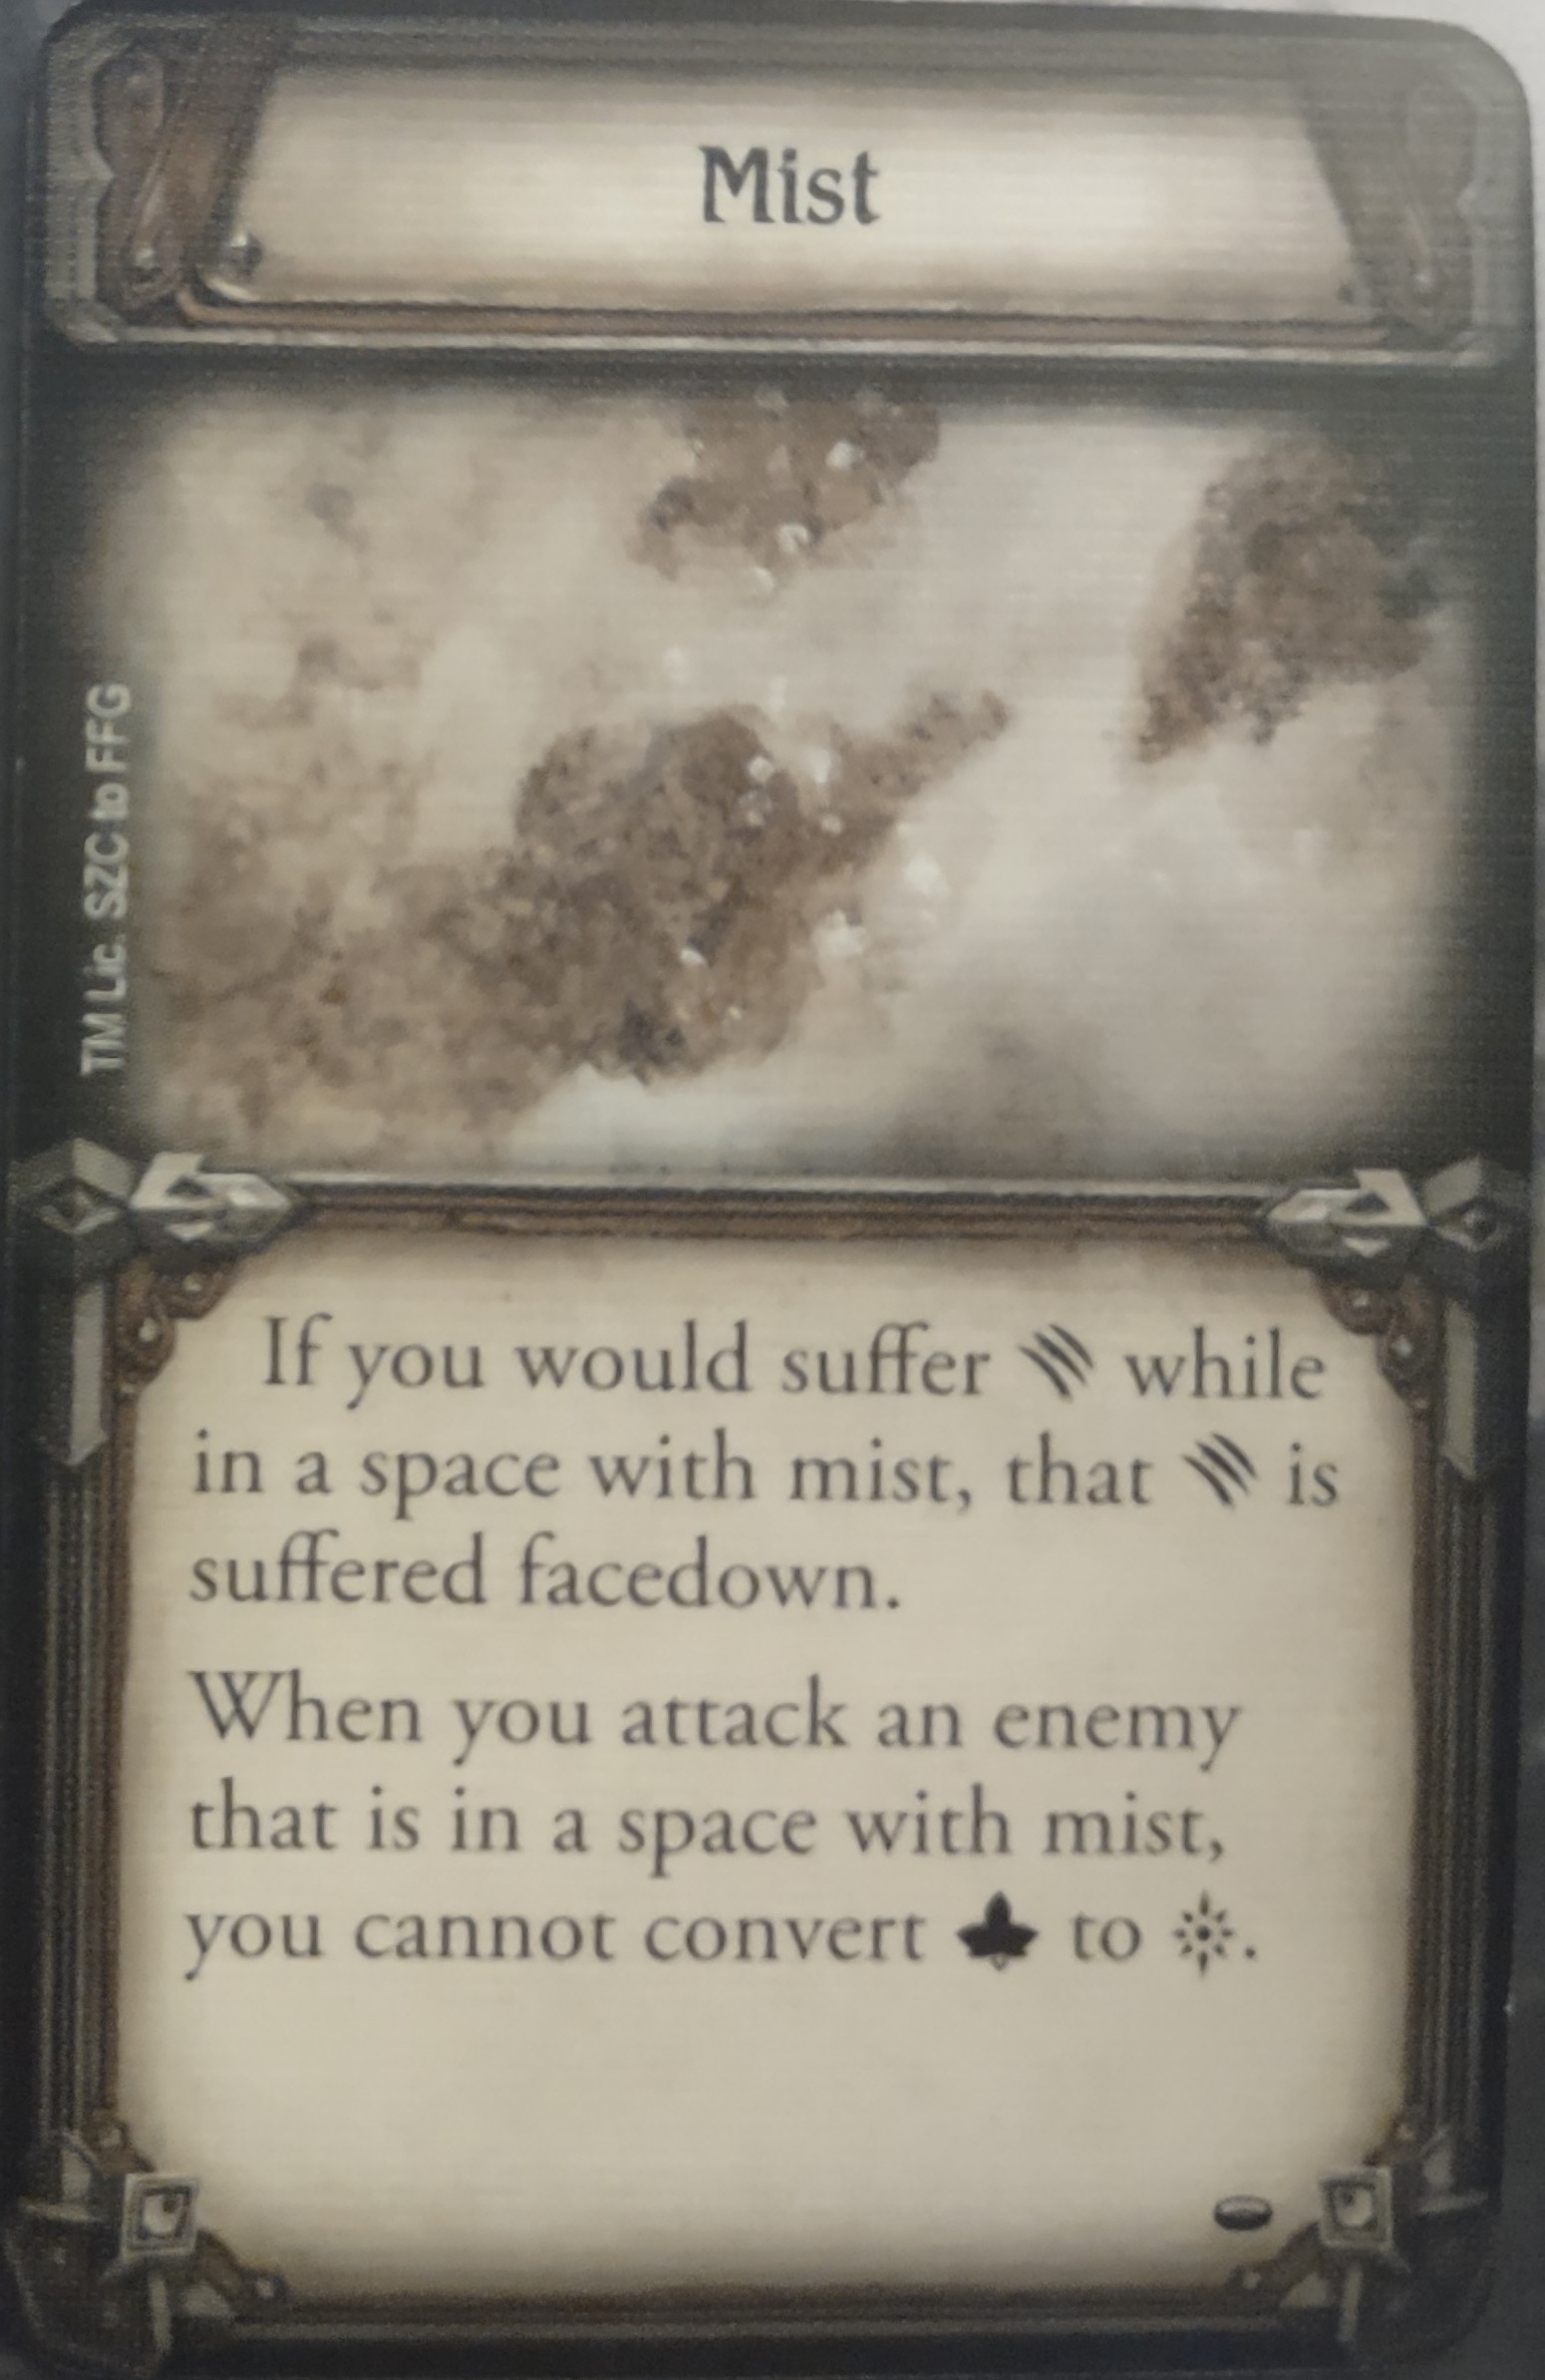 Mist
TM Lic. SZC to FFG
If you would suffer while
in a space with mist, that is
suffered facedown.
When you attack an enemy
that is in a space with mist,
you cannot convert to .